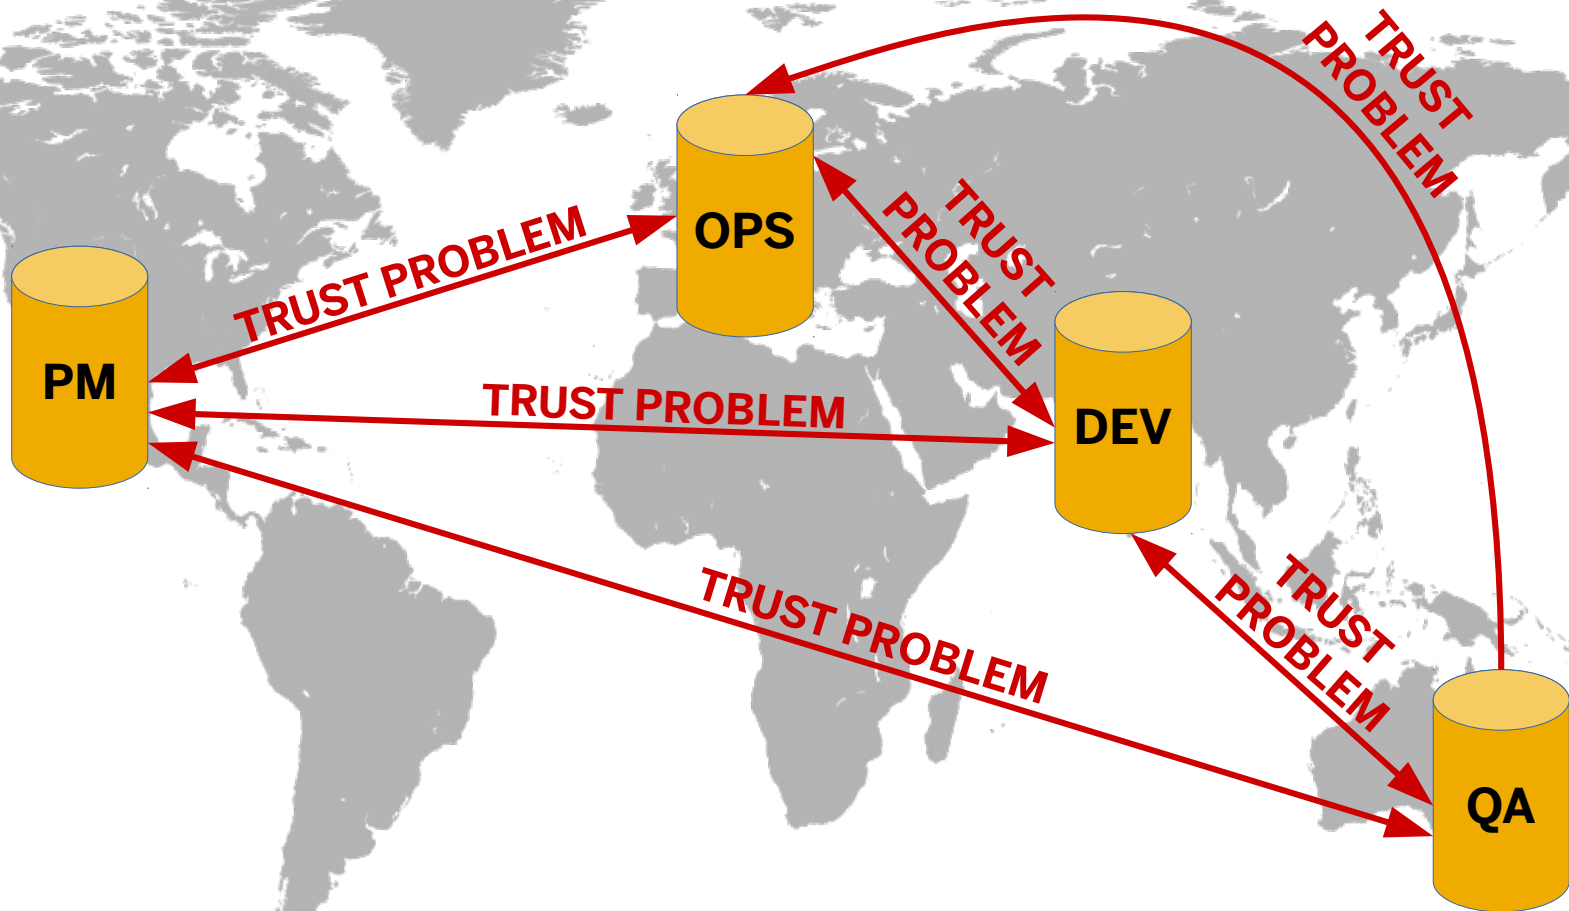 TRUST
PROBLEM
OPS
TRUST
PROBLEM
TRUST PROBLEM
PM
TRUST PROBLEM
DEV
TRUST
PROBLEM
TRUST PROBLEM
QA